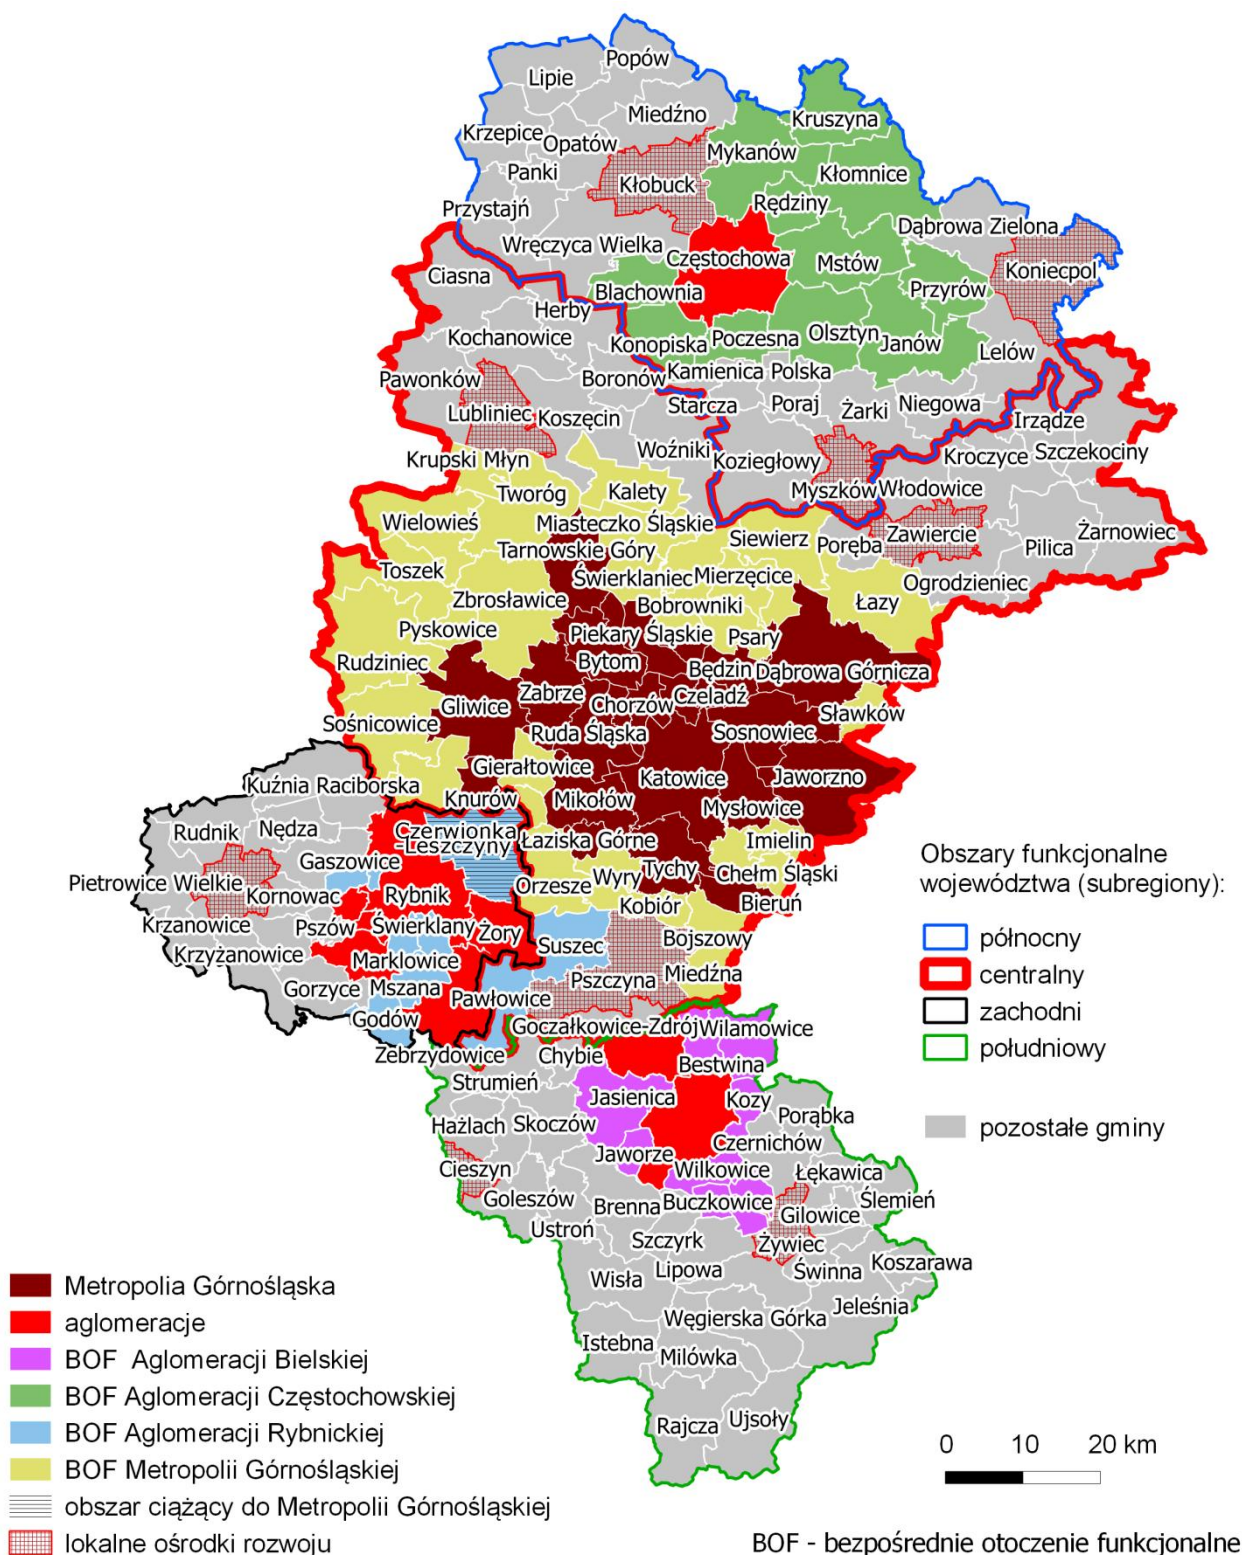 Popów
Lipie
Miedźno
Kruszyna
Krzepice
Opatów
Mykanów
Panki
Kłobuck
Kłomnice
Rędziny
Przystajń
Dąbrowa Zielona
Wręczyca Wielka
Częstochowa
Mstów
Koniecpol
Ciasna
Blachownia
Przyrów
Herby
Kochanowice
Konopiska
Poczesna
Olsztyn
Janów
Lelów
Pawonków
Boronów
Kamienica Polska
Lubliniec
Koszęcin
Starcza
Poraj
Żarki
Niegowa
Irządze
Woźniki
Koziegłowy
Kroczyce
Szczekociny
Krupski Młyn
Tworóg
Kalety
Myszków
Włodowice
Wielowieś
Miasteczko Śląskie
Siewierz
Poręba
Zawiercie
Pilica
Żarnowiec
Tarnowskie Góry
Toszek
Świerklaniec
Mierzęcice
Ogrodzieniec
Zbrosławice
Bobrowniki
Łazy
Pyskowice
Piekary Śląskie
Psary
Rudziniec
Bytom
Będzin
Dąbrowa Górnicza
Zabrze
Chorzów
Czeladź
Gliwice
Sławków
Sośnicowice
Ruda Śląska
Sosnowiec
Gierałtowice
Katowice
Jaworzno
Kuźnia Raciborska
Knurów
Mikołów
Mysłowice
Rudnik
Nędza
Czerwionka
-Leszczyny
Łaziska Górne
Imielin
Gaszowice
Tychy
Chełm Śląski
Pietrowice Wielkie
Kornowac
Rybnik
Orzesze
Wyry
Kobiór
Bieruń
Krzanowice
Pszów
Świerklany
Żory
Suszec
Bojszowy
Krzyżanowice
Marklowice
Miedźna
Gorzyce
Mszana
Pawłowice
Pszczyna
Godów
Goczałkowice-Zdrój
Wilamowice
Zebrzydowice
Chybie
Bestwina
Strumień
Jasienica
Kozy
Porąbka
Hażlach
Skoczów
Czernichów
Jaworze
Cieszyn
Wilkowice
Łękawica
Goleszów
Brenna
Buczkowice
Ślemień
Gilowice
Ustroń
Szczyrk
Żywiec
Koszarawa
Wisła
Lipowa
Świnna
Jeleśnia
Węgierska Górka
Istebna
Milówka
Rajcza
Ujsoły
Obszary funkcjonalne
województwa (subregiony):
północny
centralny
zachodni
południowy
pozostałe gminy
Metropolia Górnośląska
aglomeracje
BOF Aglomeracji Bielskiej
BOF Aglomeracji Częstochowskiej
BOF Aglomeracji Rybnickiej
BOF Metropolii Górnośląskiej
obszar ciążący do Metropolii Górnośląskiej
lokalne ośrodki rozwoju
0 10 20 km
BOF - bezpośrednie otoczenie funkcjonalne